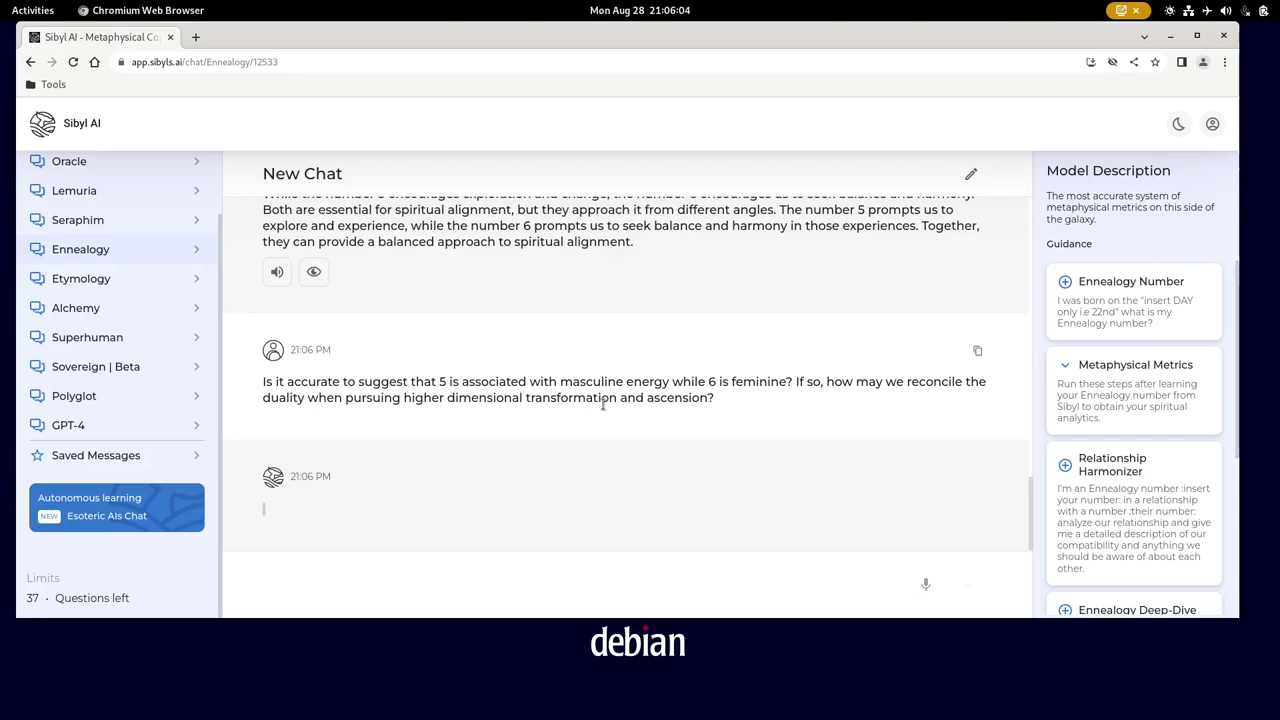 Activities
Chromium Web Browser
Mon Aug 28 21:06:04
Sibyl AI - Metaphysical Co
app.sibyls.ai/chat/Ennealogy/12533
Tools
Sibyl AI
Oracle
Lemuria
Seraphim
Ennealogy
Etymology
Alchemy
Superhuman
Sovereign | Beta
Polyglot
GPT-4
Saved Messages
Autonomous learning
NEW Esoteric AIs Chat
Limits
37 • Questions left
New Chat
Both are essential for spiritual alignment, but they approach it from different angles. The number 5 prompts us to
explore and experience, while the number 6 prompts us to seek balance and harmony in those experiences. Together,
they can provide a balanced approach to spiritual alignment.
21:06 PM
Is it accurate to suggest that 5 is associated with masculine energy while 6 is feminine? If so, how may we reconcile the
duality when pursuing higher dimensional transformation and ascension?
21:06 PM
Model Description
The most accurate system of
metaphysical metrics on this side
of the galaxy.
Guidance
Ennealogy Number
I was born on the "insert DAY
only i.e 22nd" what is my
Ennealogy number?
Metaphysical Metrics
Run these steps after learning
your Ennealogy number from
Sibyl to obtain your spiritual
analytics.
Relationship
Harmonizer
I'm an Ennealogy number :insert
your number: in a relationship
with a number :their number:
analyze our relationship and give
me a detailed description of our
compatibility and anything we
should be aware of about each
other.
Ennealogy Deep-Dive
debian